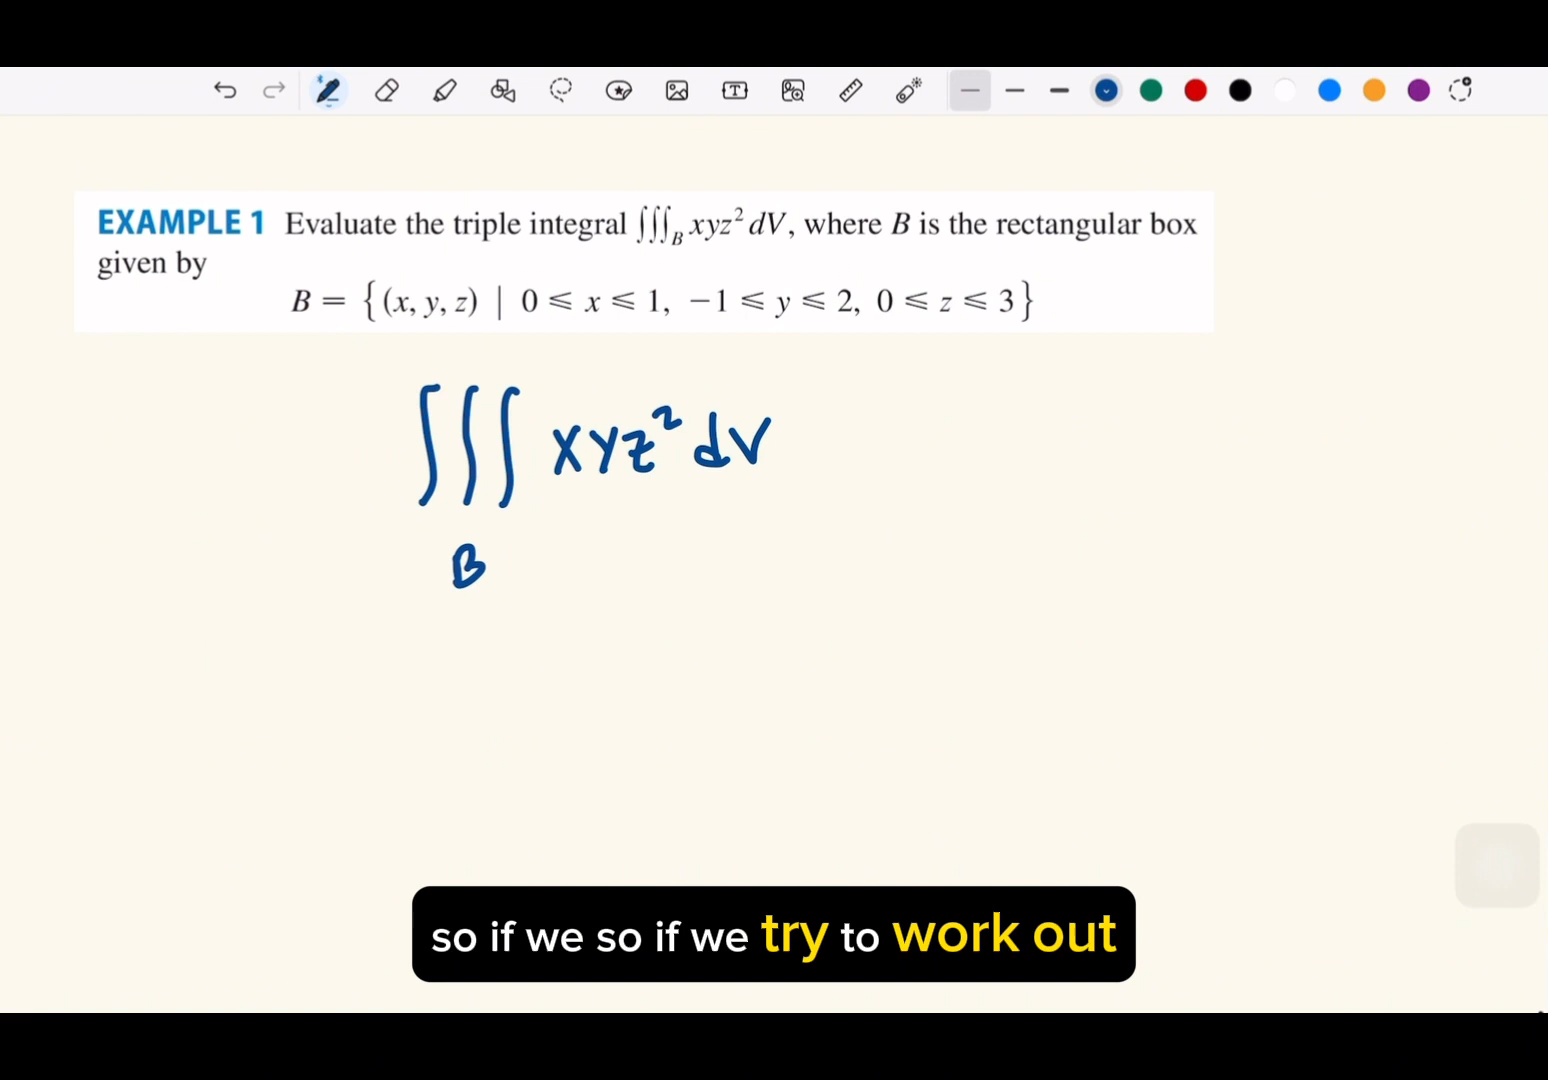 EXAMPLE 1 Evaluate the triple integral ∭_B xyz² dV, where B is the rectangular box
given by
B = {(x, y, z) | 0 ⩽ x ⩽ 1, −1 ⩽ y ⩽ 2, 0 ⩽ z ⩽ 3}
∫∫∫ xyz² dV
B
so if we so if we try to work out